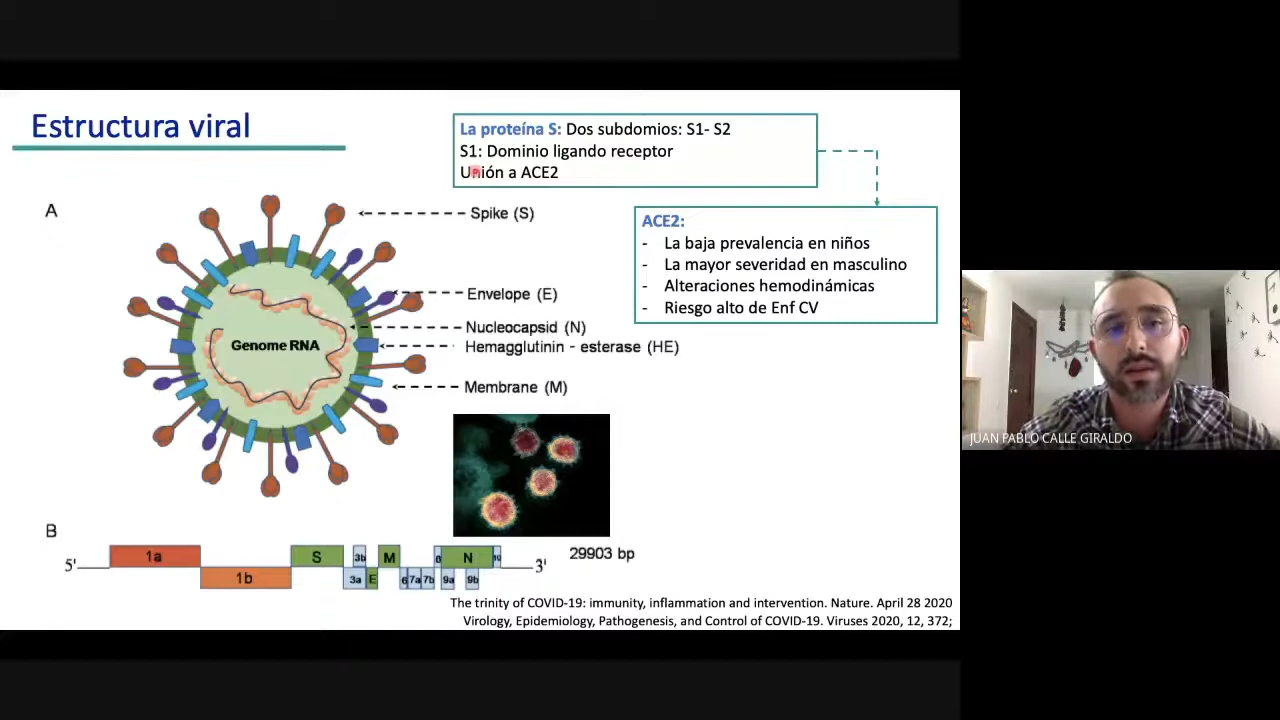 Estructura viral
La proteína S: Dos subdomios: S1- S2
S1: Dominio ligando receptor
Unión a ACE2
ACE2:
- La baja prevalencia en niños
- La mayor severidad en masculino
- Alteraciones hemodinámicas
- Riesgo alto de Enf CV
A
Spike (S)
Envelope (E)
Nucleocapsid (N)
Hemagglutinin - esterase (HE)
Membrane (M)
Genome RNA
JUAN PABLO CALLE GIRALDO
B
5'
1a
1b
S
3a
3b
E
M
6
7a
7b
8
9a
N
9b
10
3'
29903 bp
The trinity of COVID-19: immunity, inflammation and intervention. Nature. April 28 2020
Virology, Epidemiology, Pathogenesis, and Control of COVID-19. Viruses 2020, 12, 372;